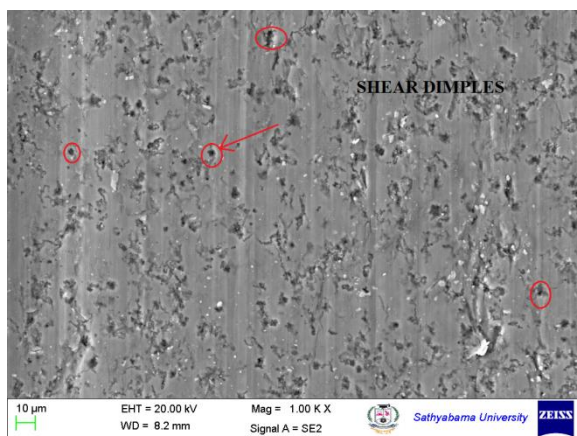 SHEAR DIMPLES
10 µm
EHT = 20.00 kV
Mag = 1.00 K X
Sathyabama University
ZEISS
WD = 8.2 mm
Signal A = SE2